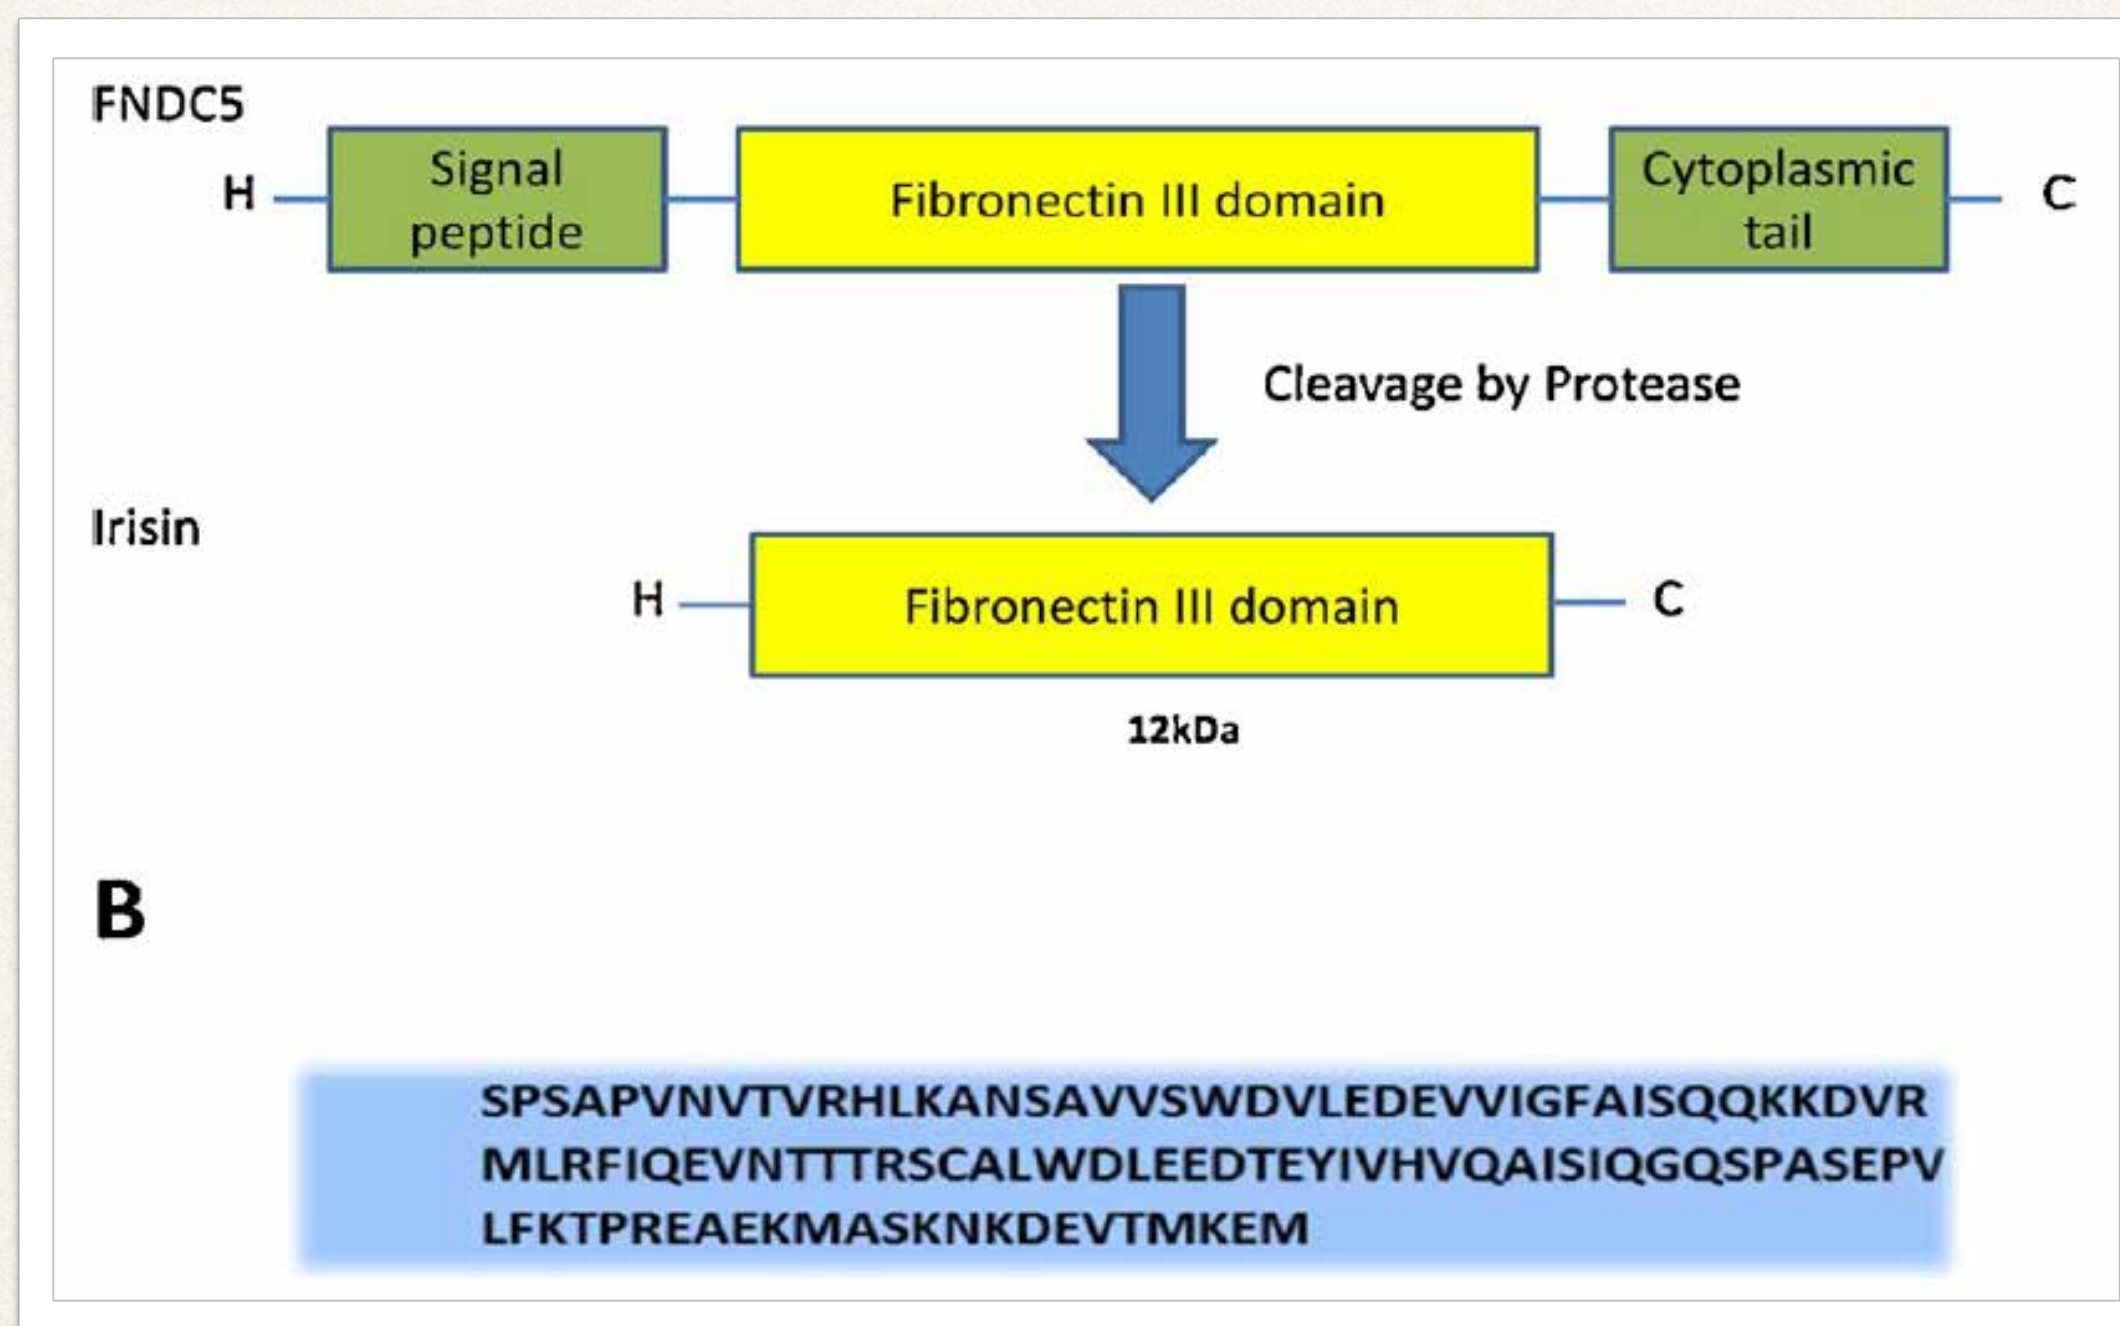 FNDC5
H
Signal
peptide
Fibronectin III domain
Cytoplasmic
tail
C
Cleavage by Protease
Irisin
H
Fibronectin III domain
C
12kDa
B
SPSAPVNVTVRHLKANSAVVSWDVLEDEVVIGFAISQQKKDVR
MLRFIQEVNTTTRSCALWDLEEDTEYIVHVQAISIQGQSPASEPV
LFKTPREAEKMASKNKDEVTMKEM